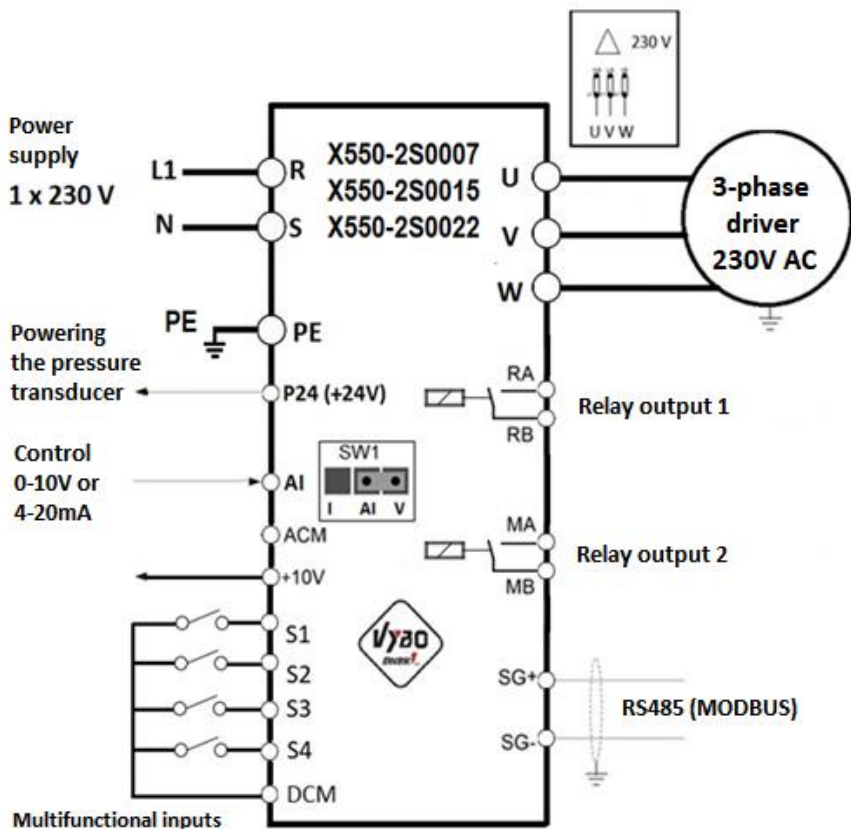 230 V
U V W
Power
supply
1 x 230 V
L1
R
N
S
X550-2S0007
X550-2S0015
X550-2S0022
U
V
W
3-phase
driver
230V AC
PE
PE
Powering
the pressure
transducer
P24 (+24V)
RA
RB
Relay output 1
Control
0-10V or
4-20mA
AI
SW1
I AI V
ACM
+10V
MA
MB
Relay output 2
S1
S2
S3
S4
DCM
VYBO
SG+
SG-
RS485 (MODBUS)
Multifunctional inputs